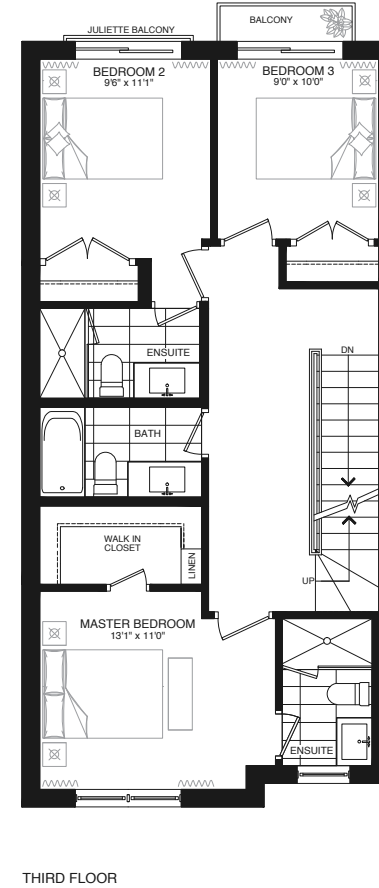 BALCONY
JULIETTE BALCONY
BEDROOM 2
9'6" x 11'1"
BEDROOM 3
9'0" x 10'0"
DN
ENSUITE
BATH
WALK IN
CLOSET
LINEN
UP
MASTER BEDROOM
13'1" x 11'0"
ENSUITE
THIRD FLOOR